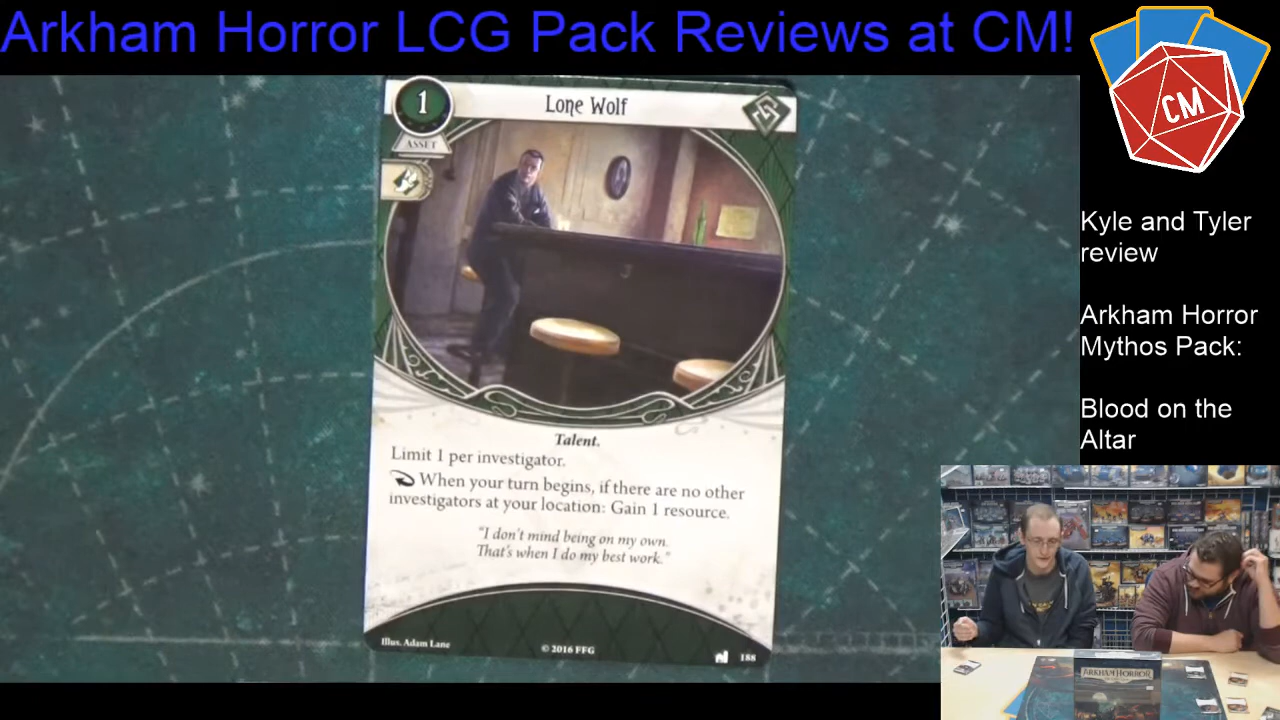 Arkham Horror LCG Pack Reviews at CM!
CM
1
Lone Wolf
ASSET
Talent.
Limit 1 per investigator.
When your turn begins, if there are no other
investigators at your location: Gain 1 resource.
"I don't mind being on my own.
That's when I do my best work."
Illus. Adam Lane
© 2016 FFG
188
Kyle and Tyler
review
Arkham Horror
Mythos Pack:
Blood on the
Altar
ARKHAM HORROR